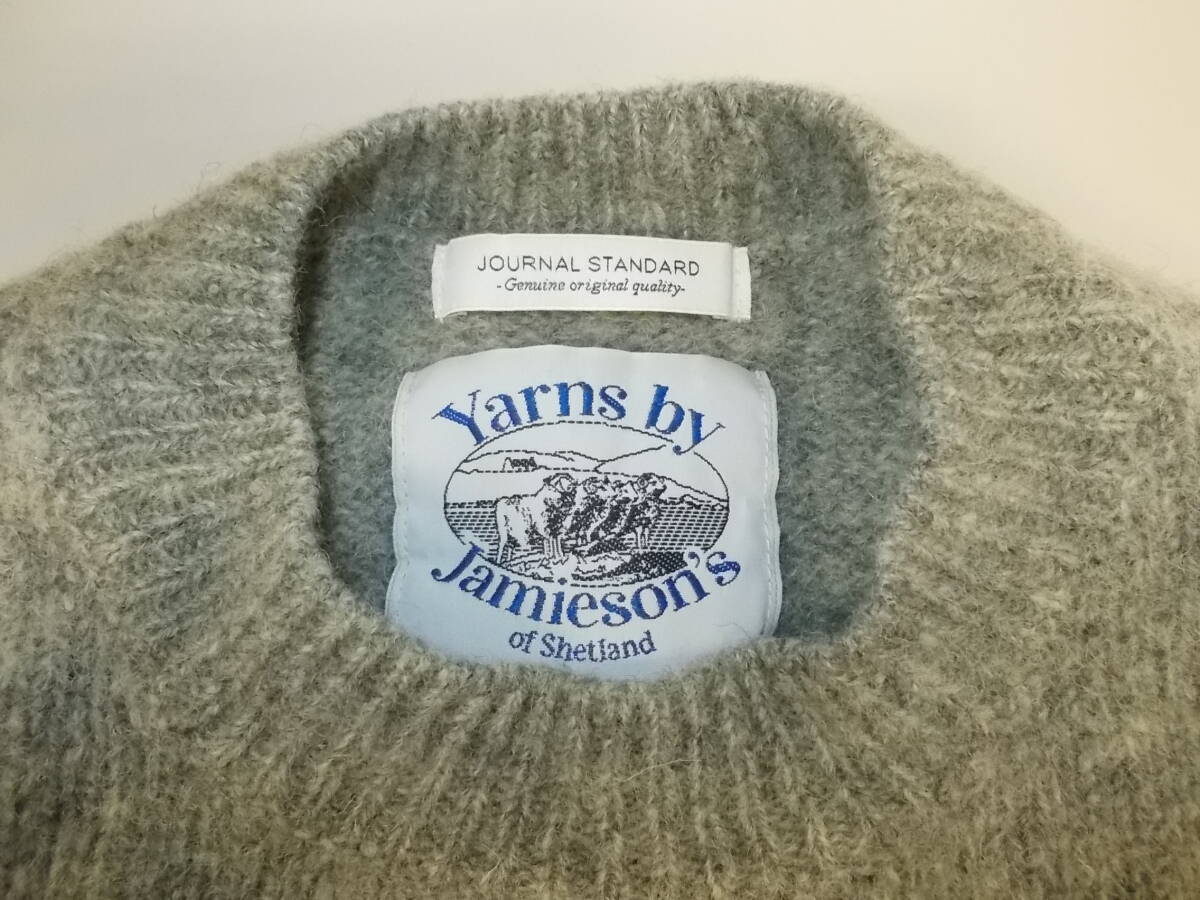 JOURNAL STANDARD
-Genuine original quality-
Yarns by
Jamieson's
of Shetland